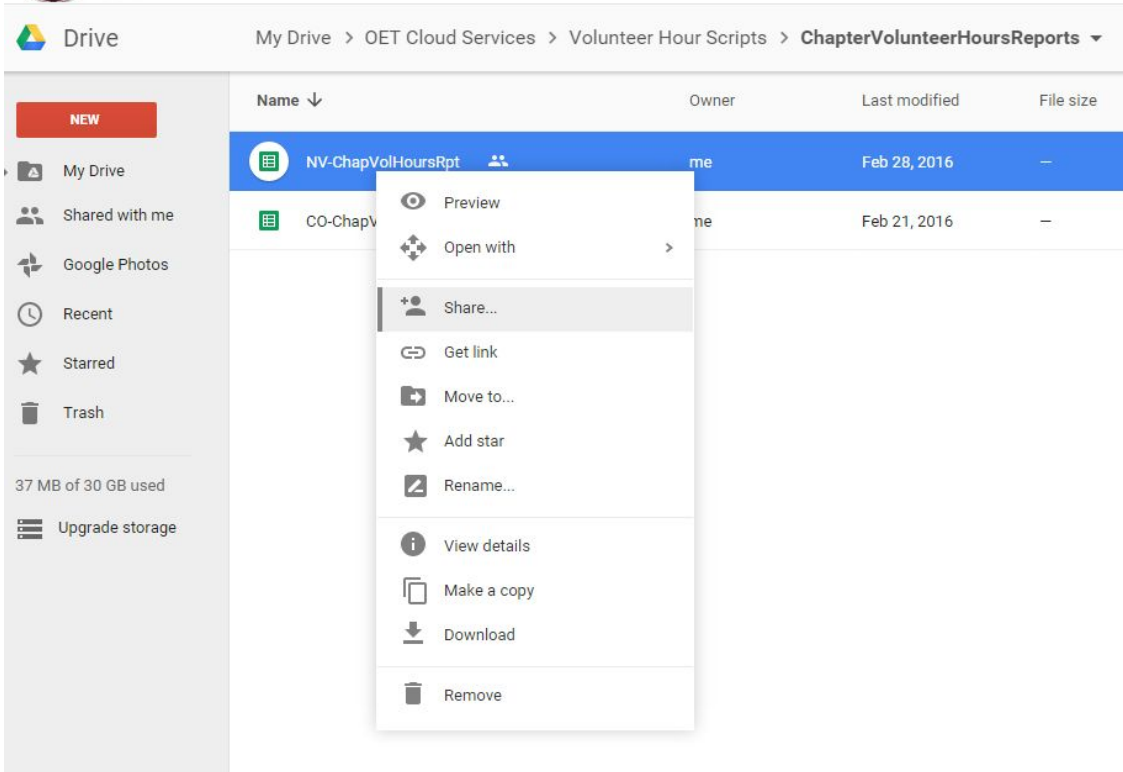 Drive
My Drive > OET Cloud Services > Volunteer Hour Scripts > ChapterVolunteerHoursReports
NEW
My Drive
Shared with me
Google Photos
Recent
Starred
Trash
37 MB of 30 GB used
Upgrade storage
Name Owner Last modified File size
NV-ChapVolHoursRpt me Feb 28, 2016 –
CO-ChapV me Feb 21, 2016 –
Preview
Open with >
Share...
Get link
Move to...
Add star
Rename...
View details
Make a copy
Download
Remove